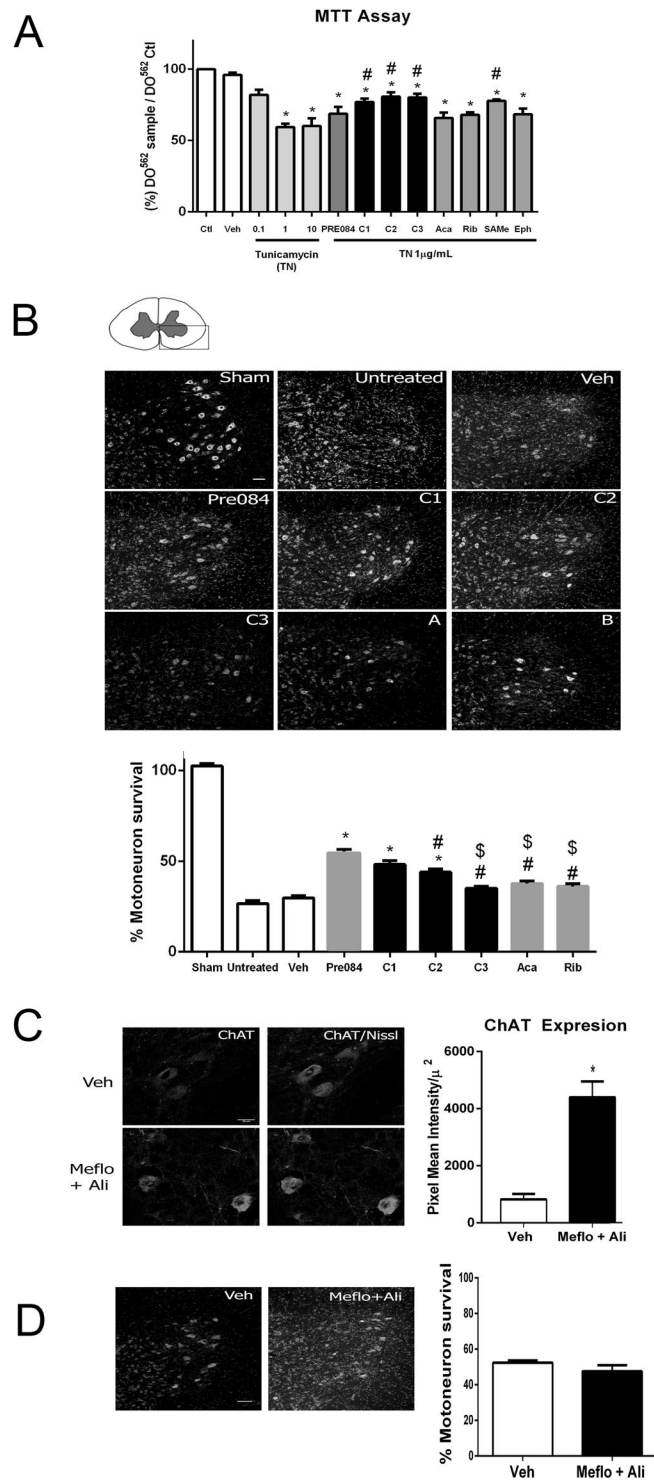 A
MTT Assay
(%) DO⁵⁶² sample / DO⁵⁶² Ctl
100
50
0
* * * # * # * # * * * # * *
Ctl Veh 0.1 1 10 PRE084 C1 C2 C3 Aca Rib SAMe Eph
Tunicamycin
(TN)
TN 1µg/mL
B
Sham Untreated Veh
Pre084 C1 C2
C3 A B
% Motoneuron survival
100
50
0
* * # * $ # $ # $ #
Sham Untreated Veh Pre084 C1 C2 C3 Aca Rib
C
ChAT ChAT/Nissl
Veh
Meflo
+ Ali
ChAT Expresion
Pixel Mean Intensity/µ²
6000
4000
2000
0
*
Veh Meflo + Ali
D
Veh Meflo+Ali
% Motoneuron survival
100
80
60
40
20
0
Veh Meflo + Ali